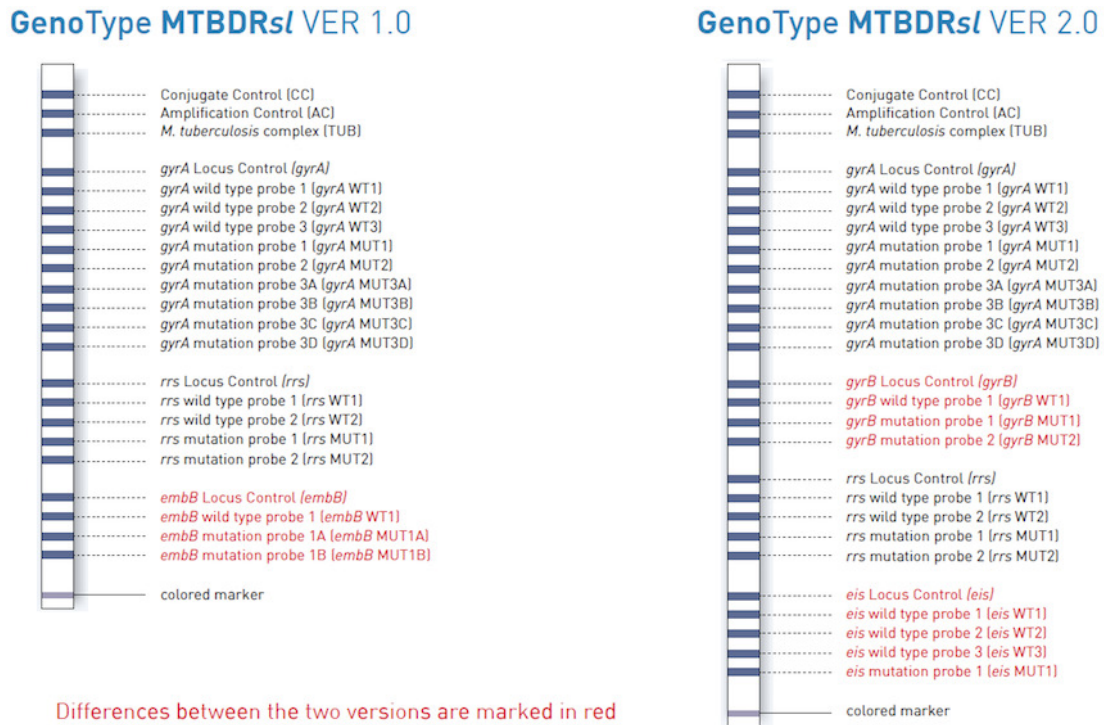 GenoType MTBDRsl VER 1.0
Conjugate Control (CC)
Amplification Control (AC)
M. tuberculosis complex (TUB)
gyrA Locus Control (gyrA)
gyrA wild type probe 1 (gyrA WT1)
gyrA wild type probe 2 (gyrA WT2)
gyrA wild type probe 3 (gyrA WT3)
gyrA mutation probe 1 (gyrA MUT1)
gyrA mutation probe 2 (gyrA MUT2)
gyrA mutation probe 3A (gyrA MUT3A)
gyrA mutation probe 3B (gyrA MUT3B)
gyrA mutation probe 3C (gyrA MUT3C)
gyrA mutation probe 3D (gyrA MUT3D)
rrs Locus Control (rrs)
rrs wild type probe 1 (rrs WT1)
rrs wild type probe 2 (rrs WT2)
rrs mutation probe 1 (rrs MUT1)
rrs mutation probe 2 (rrs MUT2)
embB Locus Control (embB)
embB wild type probe 1 (embB WT1)
embB mutation probe 1A (embB MUT1A)
embB mutation probe 1B (embB MUT1B)
colored marker
Differences between the two versions are marked in red
GenoType MTBDRsl VER 2.0
Conjugate Control (CC)
Amplification Control (AC)
M. tuberculosis complex (TUB)
gyrA Locus Control (gyrA)
gyrA wild type probe 1 (gyrA WT1)
gyrA wild type probe 2 (gyrA WT2)
gyrA wild type probe 3 (gyrA WT3)
gyrA mutation probe 1 (gyrA MUT1)
gyrA mutation probe 2 (gyrA MUT2)
gyrA mutation probe 3A (gyrA MUT3A)
gyrA mutation probe 3B (gyrA MUT3B)
gyrA mutation probe 3C (gyrA MUT3C)
gyrA mutation probe 3D (gyrA MUT3D)
gyrB Locus Control (gyrB)
gyrB wild type probe 1 (gyrB WT1)
gyrB mutation probe 1 (gyrB MUT1)
gyrB mutation probe 2 (gyrB MUT2)
rrs Locus Control (rrs)
rrs wild type probe 1 (rrs WT1)
rrs wild type probe 2 (rrs WT2)
rrs mutation probe 1 (rrs MUT1)
rrs mutation probe 2 (rrs MUT2)
eis Locus Control (eis)
eis wild type probe 1 (eis WT1)
eis wild type probe 2 (eis WT2)
eis wild type probe 3 (eis WT3)
eis mutation probe 1 (eis MUT1)
colored marker